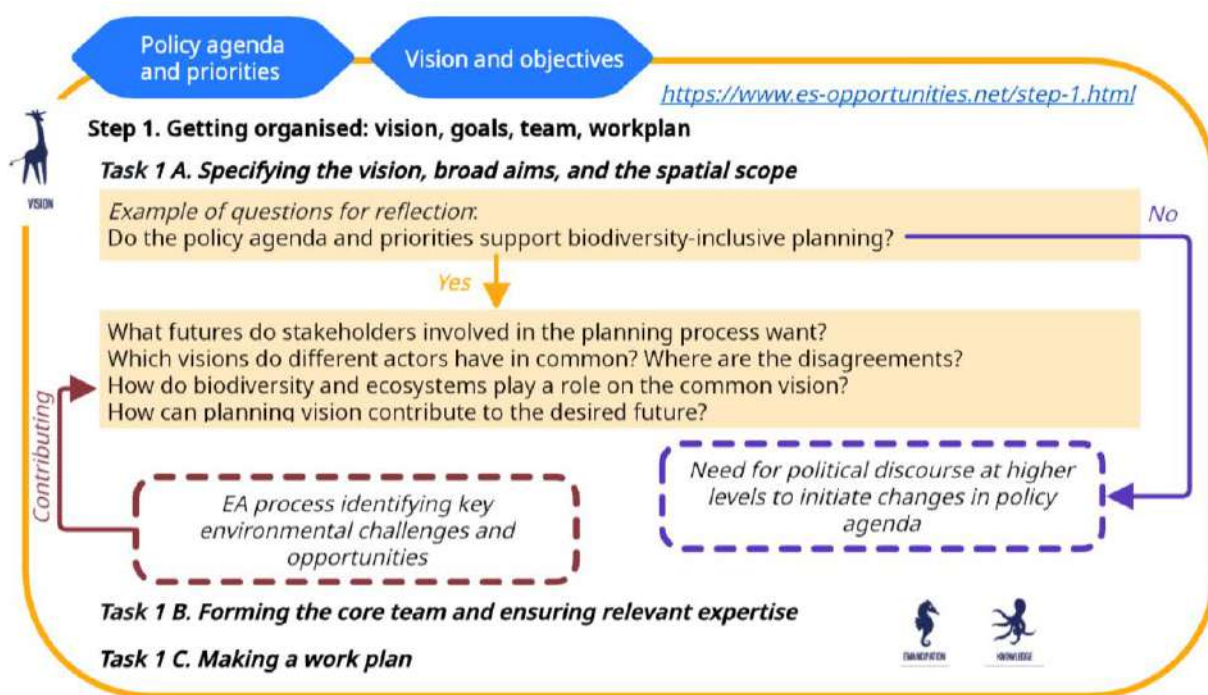 Policy agenda
and priorities
Vision and objectives
https://www.es-opportunities.net/step-1.html
Step 1. Getting organised: vision, goals, team, workplan
VISION
Task 1 A. Specifying the vision, broad aims, and the spatial scope
Example of questions for reflection:
Do the policy agenda and priorities support biodiversity-inclusive planning?
No
Yes
What futures do stakeholders involved in the planning process want?
Which visions do different actors have in common? Where are the disagreements?
How do biodiversity and ecosystems play a role on the common vision?
How can planning vision contribute to the desired future?
Contributing
EA process identifying key
environmental challenges and
opportunities
Need for political discourse at higher
levels to initiate changes in policy
agenda
Task 1 B. Forming the core team and ensuring relevant expertise
Task 1 C. Making a work plan
EMANCIPATION
KNOWLEDGE